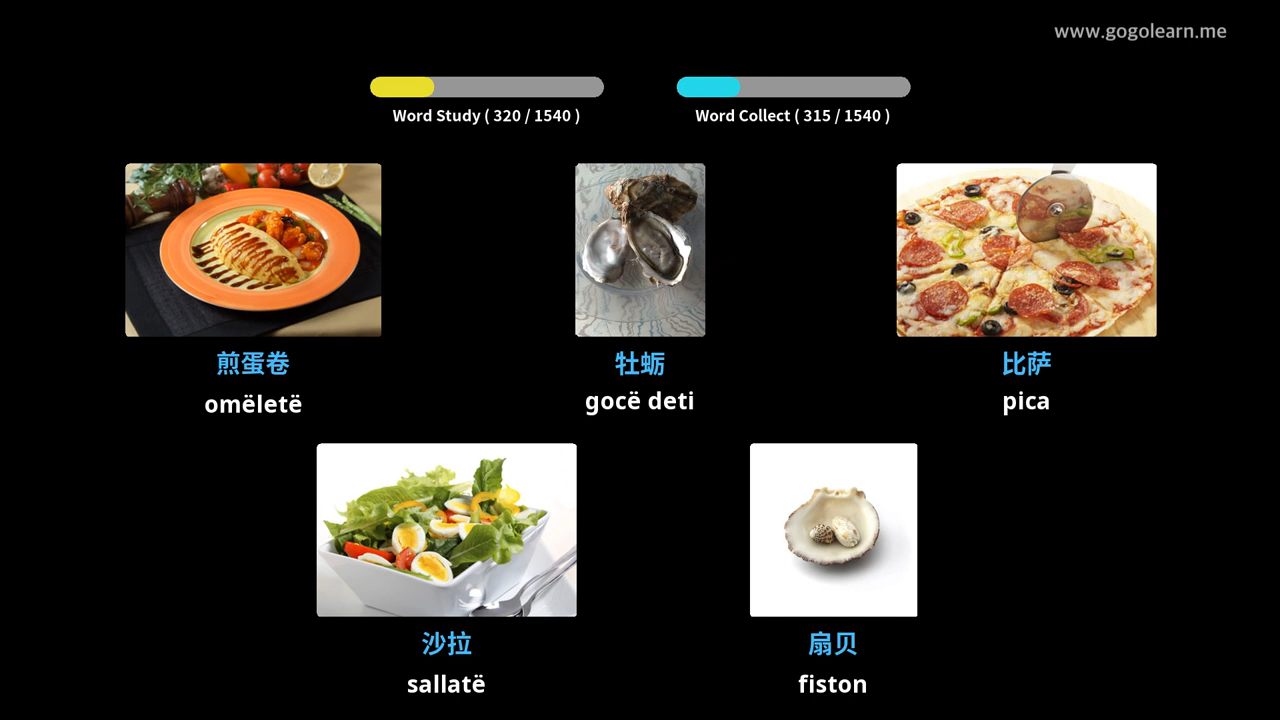 www.gogolearn.me
Word Study ( 320 / 1540 )
Word Collect ( 315 / 1540 )
煎蛋卷
omëletë
牡蛎
gocë deti
比萨
pica
沙拉
sallatë
扇贝
fiston